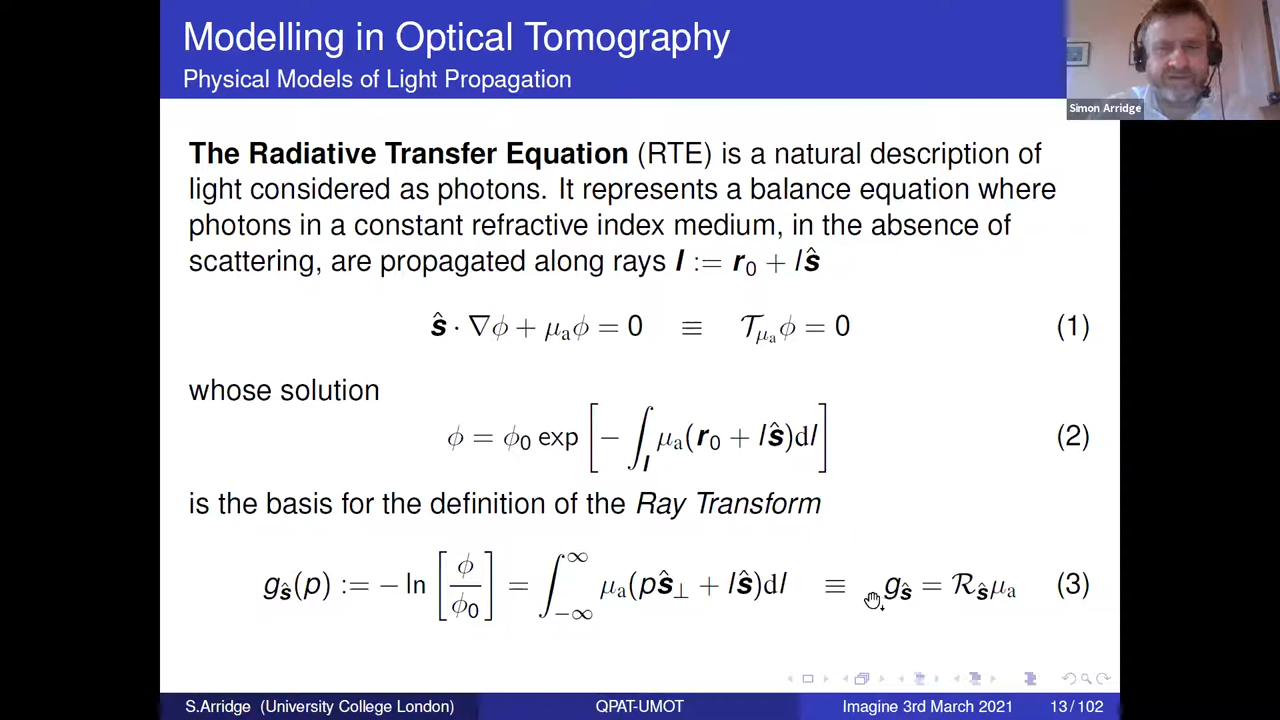 Modelling in Optical Tomography
Physical Models of Light Propagation
Simon Arridge
The Radiative Transfer Equation (RTE) is a natural description of
light considered as photons. It represents a balance equation where
photons in a constant refractive index medium, in the absence of
scattering, are propagated along rays l := r₀ + lŝ
ŝ · ∇ϕ + μₐϕ = 0 ≡ 𝒯_μₐ ϕ = 0 (1)
whose solution
ϕ = ϕ₀ exp [ − ∫_l μₐ(r₀ + lŝ)dl ] (2)
is the basis for the definition of the Ray Transform
g_ŝ(p) := − ln [ ϕ / ϕ₀ ] = ∫_{−∞}^{∞} μₐ(pŝ_⊥ + lŝ)dl ≡ g_ŝ = ℛ_ŝ μₐ (3)
S.Arridge (University College London) QPAT-UMOT Imagine 3rd March 2021 13 / 102